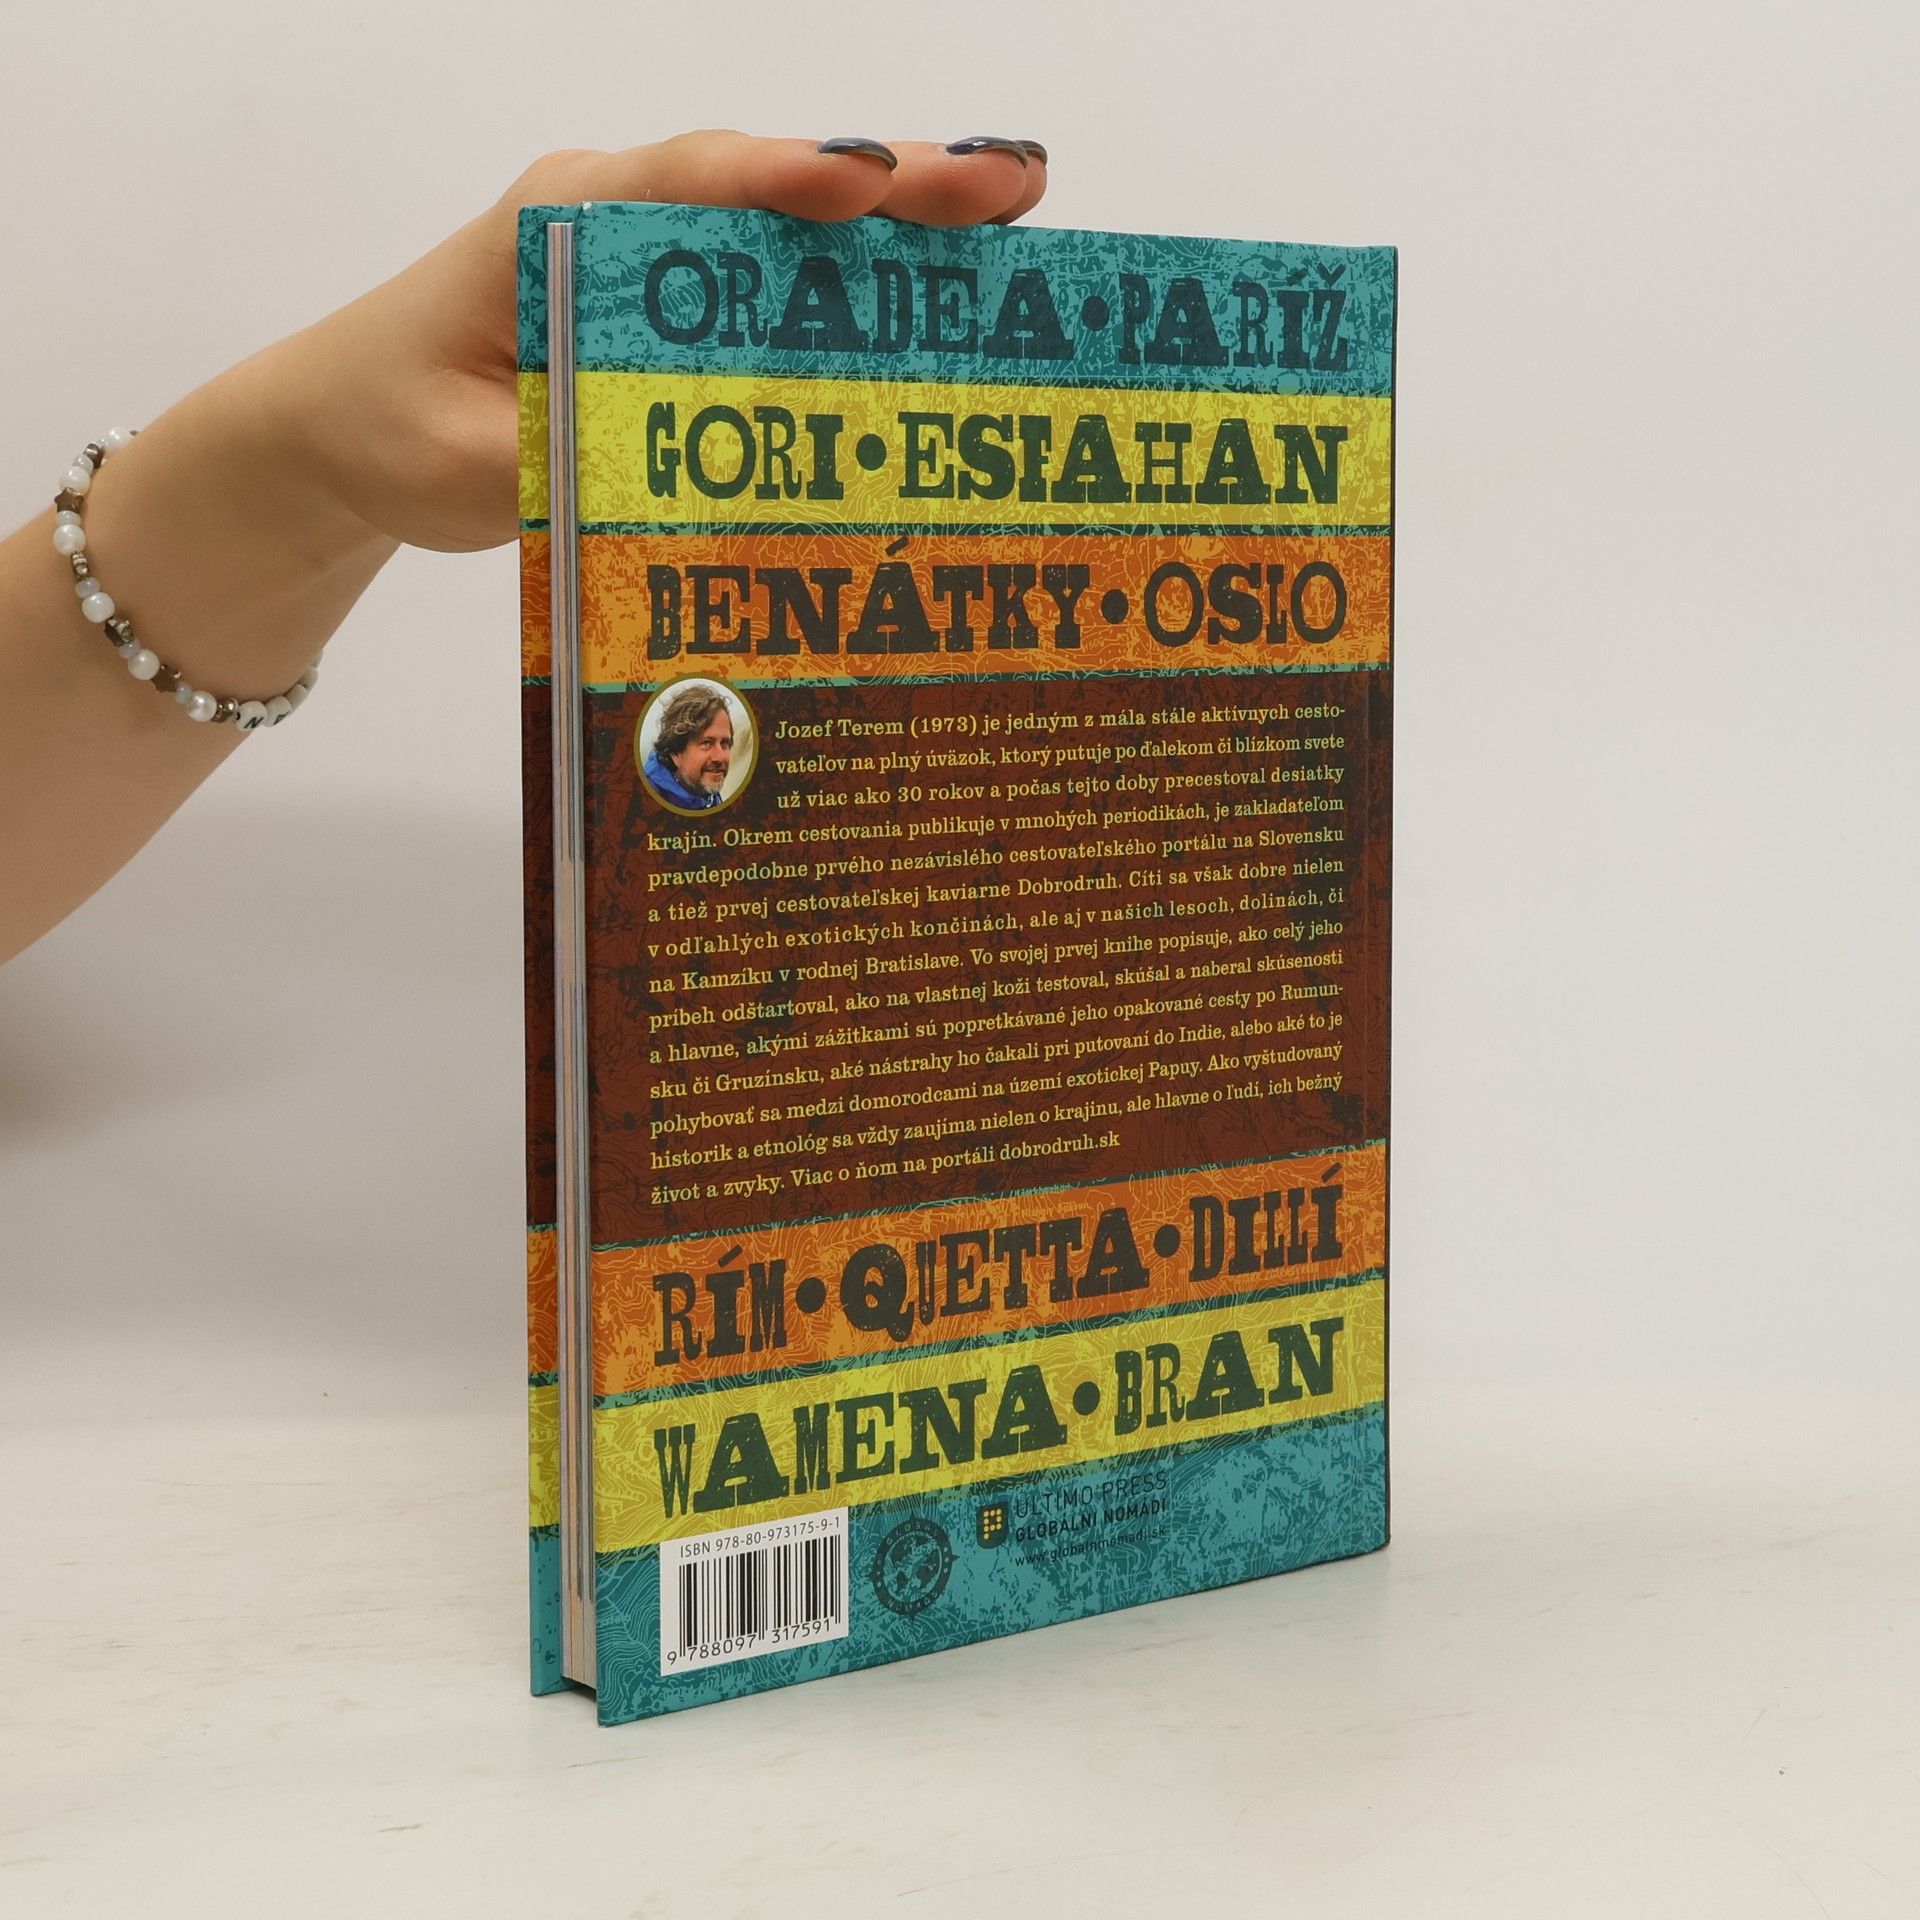 ORADEA • PARÍŽ
GORI • ESFAHAN
BENÁTKY • OSLO
Jozef Terem (1973) je jedným z mála stále aktívnych cesto-
vateľov na plný úväzok, ktorý putuje po ďalekom či blízkom svete
už viac ako 30 rokov a počas tejto doby precestoval desiatky
krajín. Okrem cestovania publikuje v mnohých periodikách, je zakladateľom
pravdepodobne prvého nezávislého cestovateľského portálu na Slovensku
a tiež prvej cestovateľskej kaviarne Dobrodruh. Cíti sa však dobre nielen
v odľahlých exotických končinách, ale aj v našich lesoch, dolinách, či
na Kamzíku v rodnej Bratislave. Vo svojej prvej knihe popisuje, ako celý jeho
príbeh odštartoval, ako na vlastnej koži testoval, skúšal a naberal skúsenosti
a hlavne, akými zážitkami sú popretkávané jeho opakované cesty po Rumun-
sku či Gruzínsku, aké nástrahy ho čakali pri putovaní do Indie, alebo aké to je
pohybovať sa medzi domorodcami na území exotickej Papuy. Ako vyštudovaný
historik a etnológ sa vždy zaujíma nielen o krajinu, ale hlavne o ľudí, ich bežný
život a zvyky. Viac o ňom na portáli dobrodruh.sk
RÍM • QUETTA • DILLÍ
WAMENA • BRAN
ULTIMO PRESS
GLOBÁLNI NOMÁDI
www.globalninomadi.sk
ISBN 978-80-973175-9-1
9 788097 317591